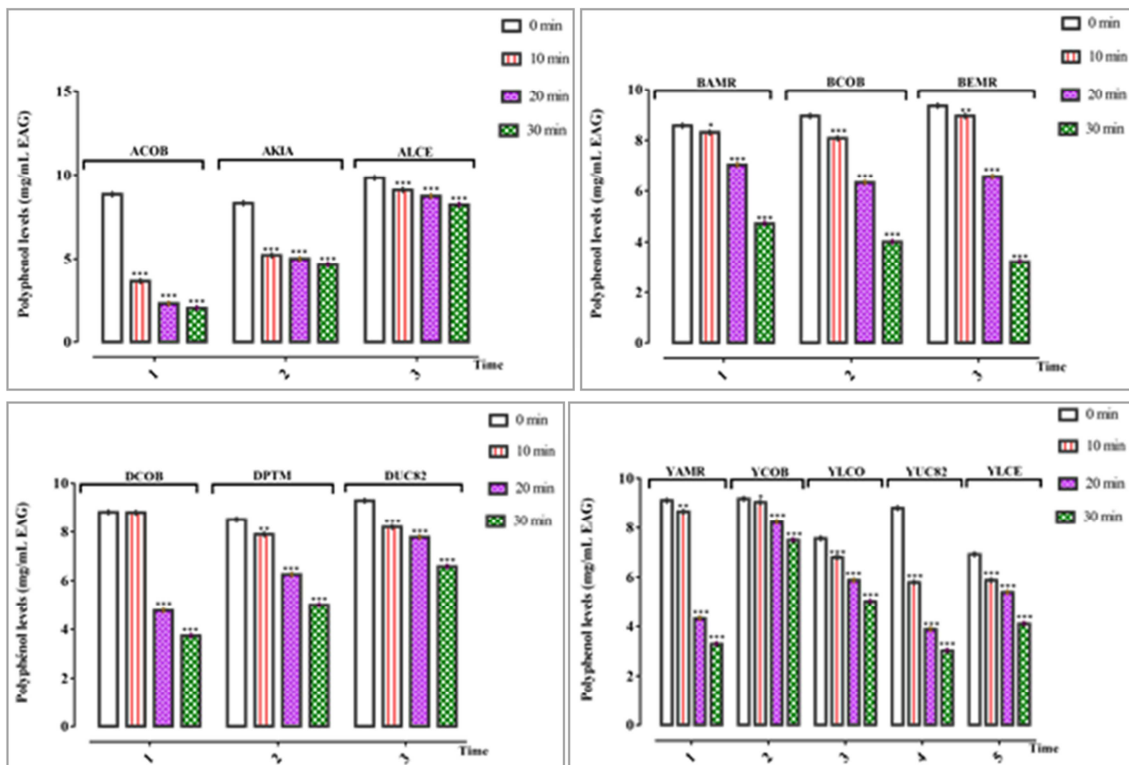 0 min
10 min
20 min
30 min
Polyphenol levels (mg/mL EAG)
15
10
5
0
ACOB AKIA ALCE
***
*** *** ***
*** *** ***
*** *** ***
1 2 3
Time
0 min
10 min
20 min
30 min
Polyphenol levels (mg/mL EAG)
10
8
6
4
2
0
BAMR BCOB BEMR
* *** ***
*** *** ***
** *** ***
1 2 3
Time
0 min
10 min
20 min
30 min
Polyphénol levels (mg/mL EAG)
10
8
6
4
2
0
DCOB DPTM DUC82
*** ***
** *** ***
*** *** ***
1 2 3
Time
0 min
10 min
20 min
30 min
Polyphenol levels (mg/mL EAG)
10
8
6
4
2
0
YAMR YCOB YLCO YUC82 YLCE
** *** ***
* *** ***
*** *** ***
*** *** ***
*** *** ***
1 2 3 4 5
Time